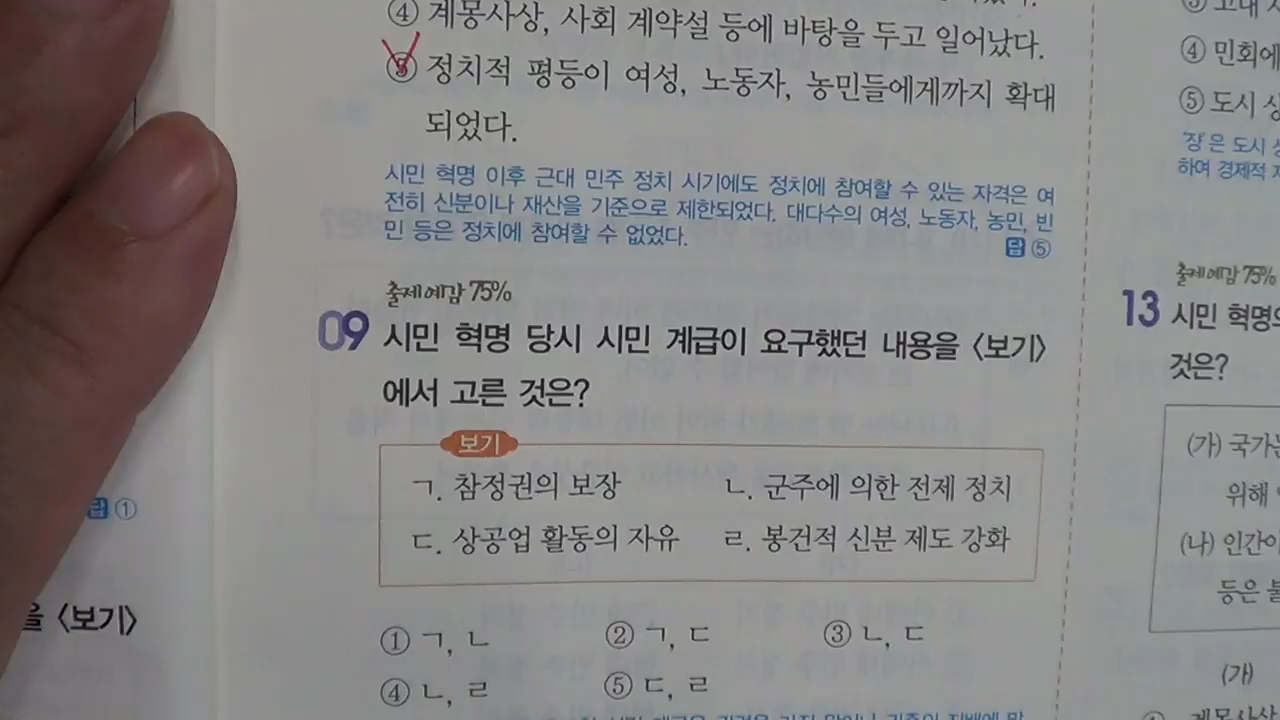 ④ 계몽사상, 사회 계약설 등에 바탕을 두고 일어났다.
⑤ 정치적 평등이 여성, 노동자, 농민들에게까지 확대
되었다.
시민 혁명 이후 근대 민주 정치 시기에도 정치에 참여할 수 있는 자격은 여
전히 신분이나 재산을 기준으로 제한되었다. 대다수의 여성, 노동자, 농민, 빈
민 등은 정치에 참여할 수 없었다.
답 ⑤
출제예감 75%
09 시민 혁명 당시 시민 계급이 요구했던 내용을 〈보기〉
에서 고른 것은?
보기
ㄱ. 참정권의 보장 ㄴ. 군주에 의한 전제 정치
ㄷ. 상공업 활동의 자유 ㄹ. 봉건적 신분 제도 강화
① ㄱ, ㄴ ② ㄱ, ㄷ ③ ㄴ, ㄷ
④ ㄴ, ㄹ ⑤ ㄷ, ㄹ
답 ①
을 〈보기〉
④ 민회에
⑤ 도시
'장'은 도시
하여 경제적
출제예감 75%
13 시민 혁명의
것은?
(가) 국가는
위해
(나) 인간이
등은
(가)